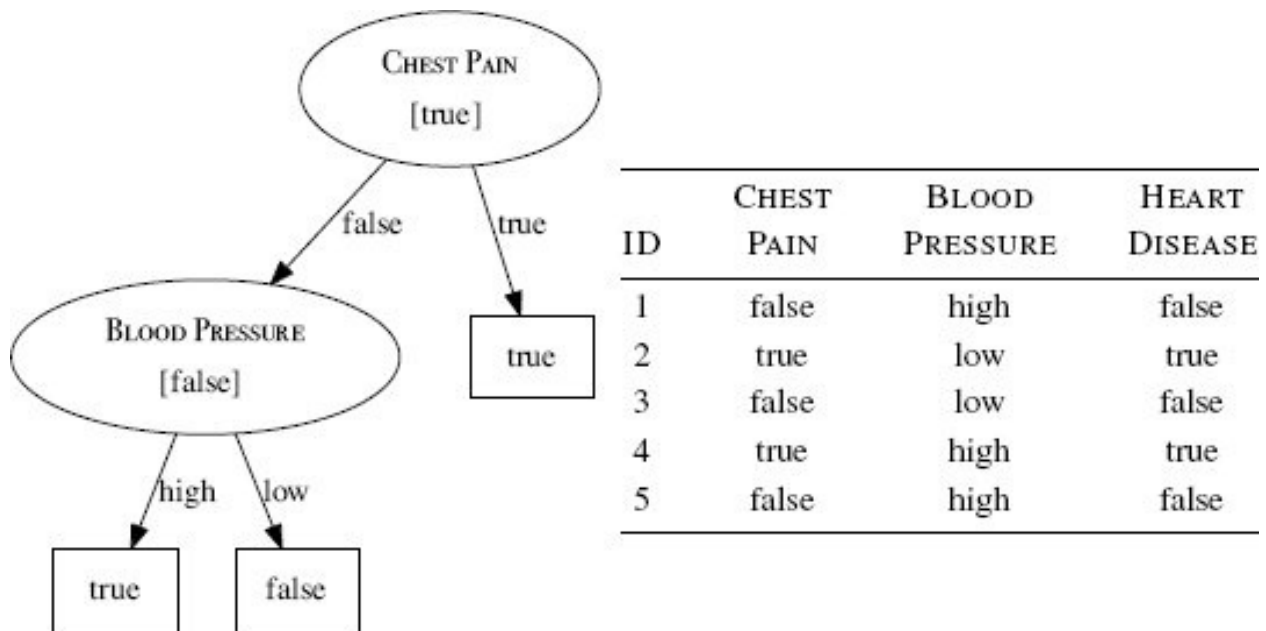 CHEST PAIN
[true]
false
true
BLOOD PRESSURE
[false]
true
high
low
true
false
CHEST BLOOD HEART
ID PAIN PRESSURE DISEASE
1 false high false
2 true low true
3 false low false
4 true high true
5 false high false